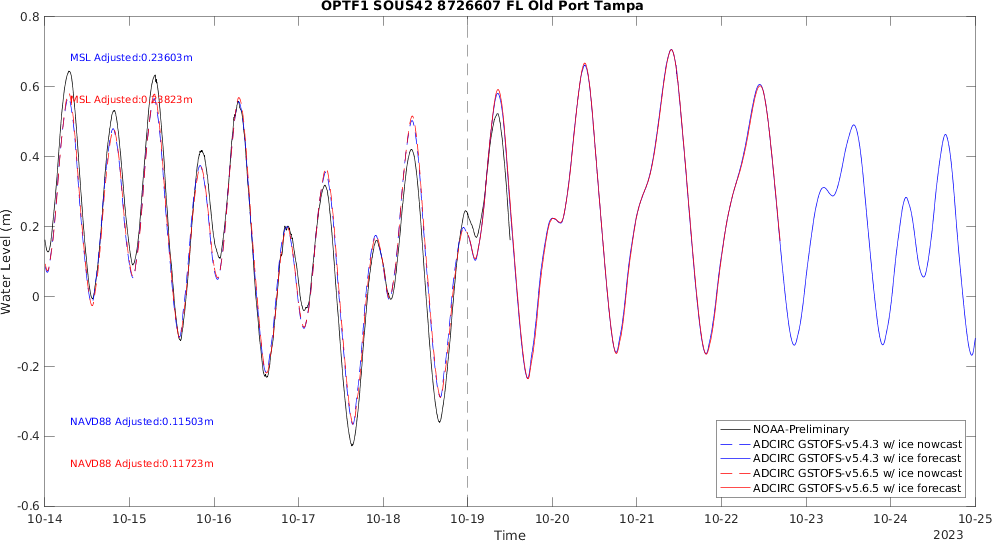 OPTF1 SOUS42 8726607 FL Old Port Tampa
0.8
0.6
0.4
0.2
0
-0.2
-0.4
-0.6
Water Level (m)
MSL Adjusted:0.23603m
MSL Adjusted:0.23823m
NAVD88 Adjusted:0.11503m
NAVD88 Adjusted:0.11723m
NOAA-Preliminary
ADCIRC GSTOFS-v5.4.3 w/ ice nowcast
ADCIRC GSTOFS-v5.4.3 w/ ice forecast
ADCIRC GSTOFS-v5.6.5 w/ ice nowcast
ADCIRC GSTOFS-v5.6.5 w/ ice forecast
10-14 10-15 10-16 10-17 10-18 10-19 10-20 10-21 10-22 10-23 10-24 10-25
Time
2023